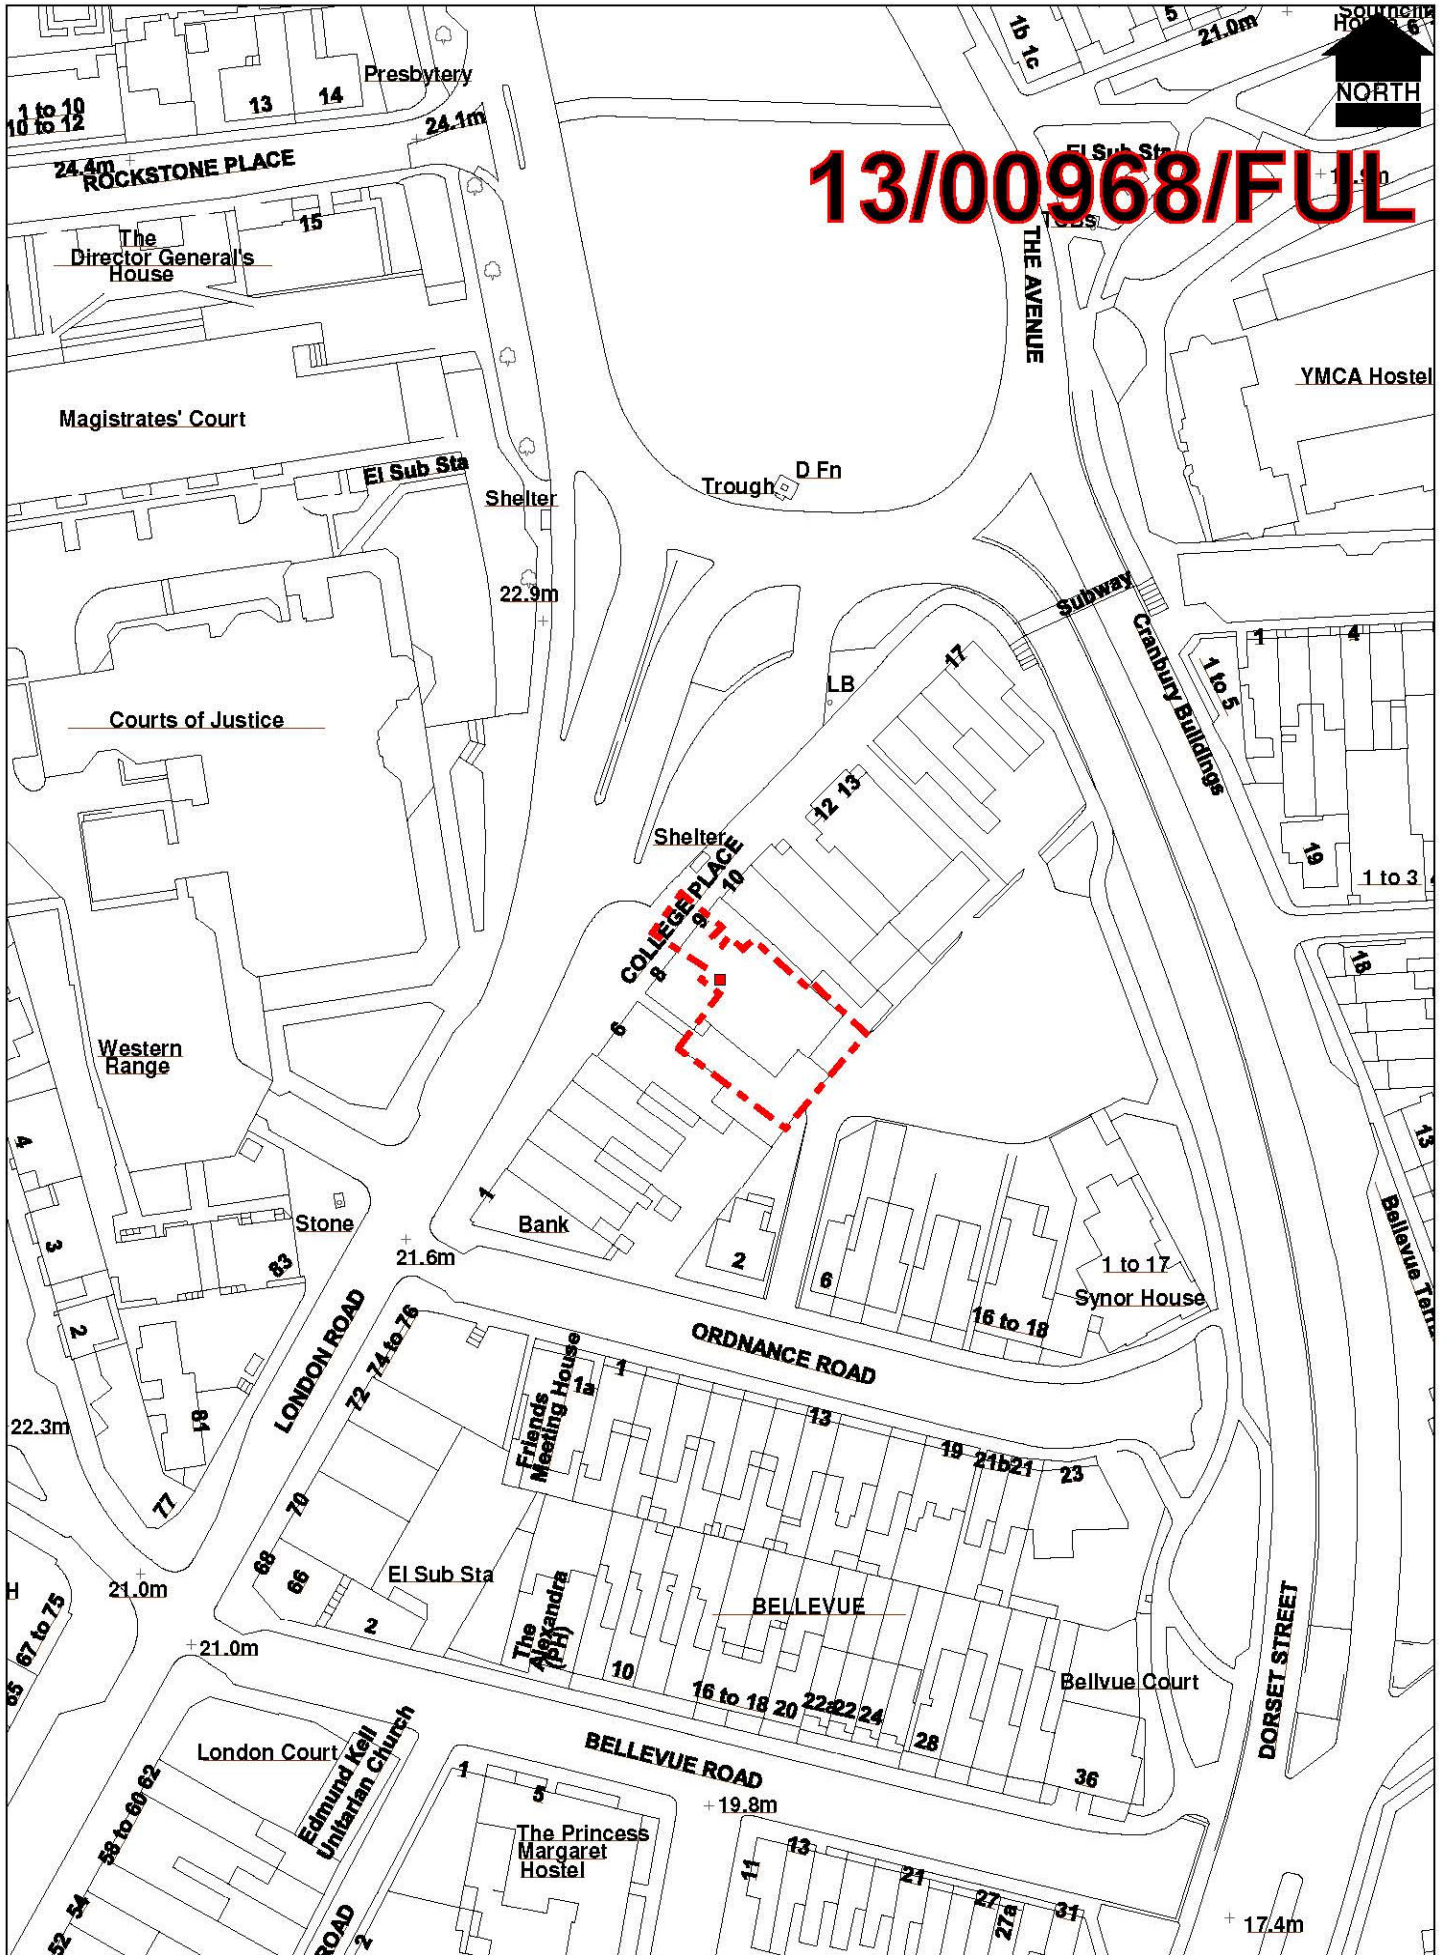 Presbytery
13
14
1 to 10
10 to 12
24.1m
24.4m
ROCKSTONE PLACE
15
The
Director General's
House
Magistrates' Court
El Sub Sta
Shelter
22.9m
1b 1c
5
21.0m
6
NORTH
El Sub Sta
13/00968/FUL
TCBs
THE AVENUE
YMCA Hostel
Trough
D Fn
Subway
Cranbury Buildings
1 to 5
1
4
19
1 to 3
18
13
Courts of Justice
LB
17
12 13
Shelter
COLLEGE PLACE
10
9
8
6
1
Bank
Western
Range
4
3
2
Stone
83
21.6m
2
6
16 to 18
1 to 17
Synor House
Bellevue
LONDON ROAD
74 to 76
72
70
68
66
81
77
22.3m
ORDNANCE ROAD
Friends
Meeting House
1a
1
13
19
21b21
23
El Sub Sta
2
The
Alexandra
(PH)
10
BELLEVUE
16 to 18
20
22a
22
24
28
36
Bellvue Court
DORSET STREET
H
21.0m
67 to 75
65
21.0m
BELLEVUE ROAD
London Court
Edmund Kell
Unitarian Church
62
58 to 60
54
52
ROAD
2
1
5
The Princess
Margaret
Hostel
19.8m
11
13
21
27
27a
31
17.4m